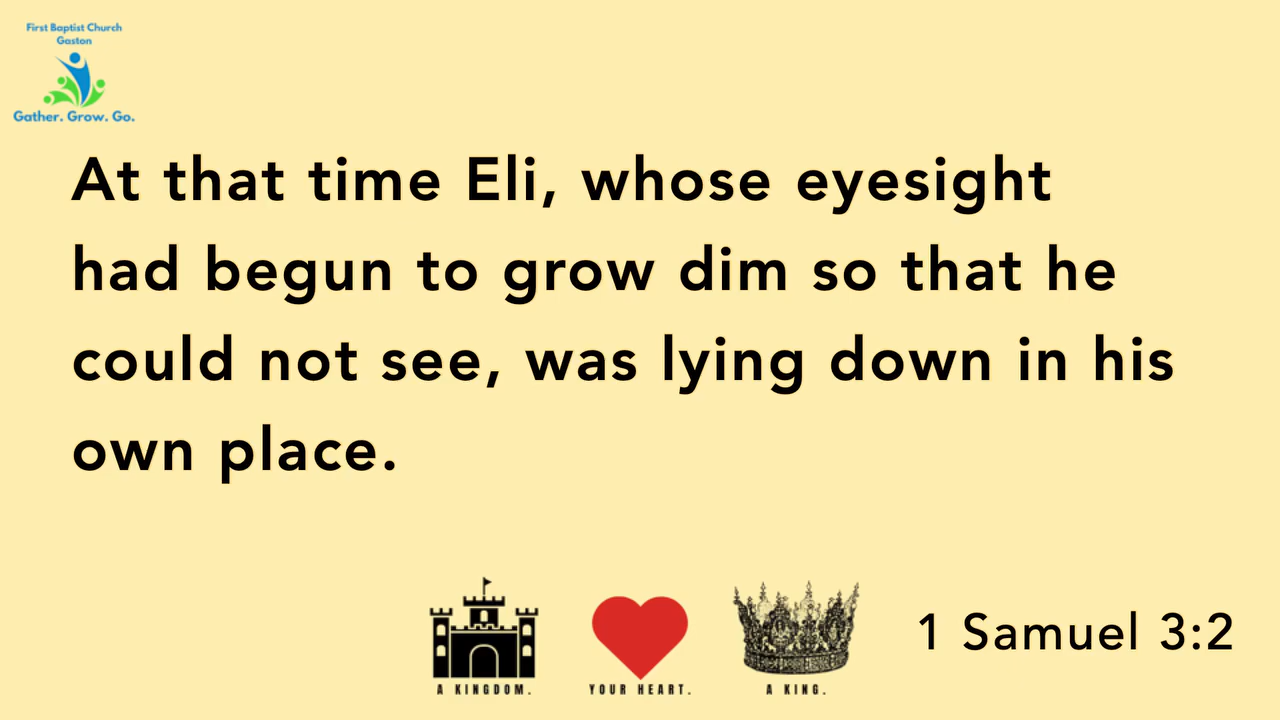 First Baptist Church
Gaston
Gather. Grow. Go.
At that time Eli, whose eyesight
had begun to grow dim so that he
could not see, was lying down in his
own place.
A KINGDOM.
YOUR HEART.
A KING.
1 Samuel 3:2